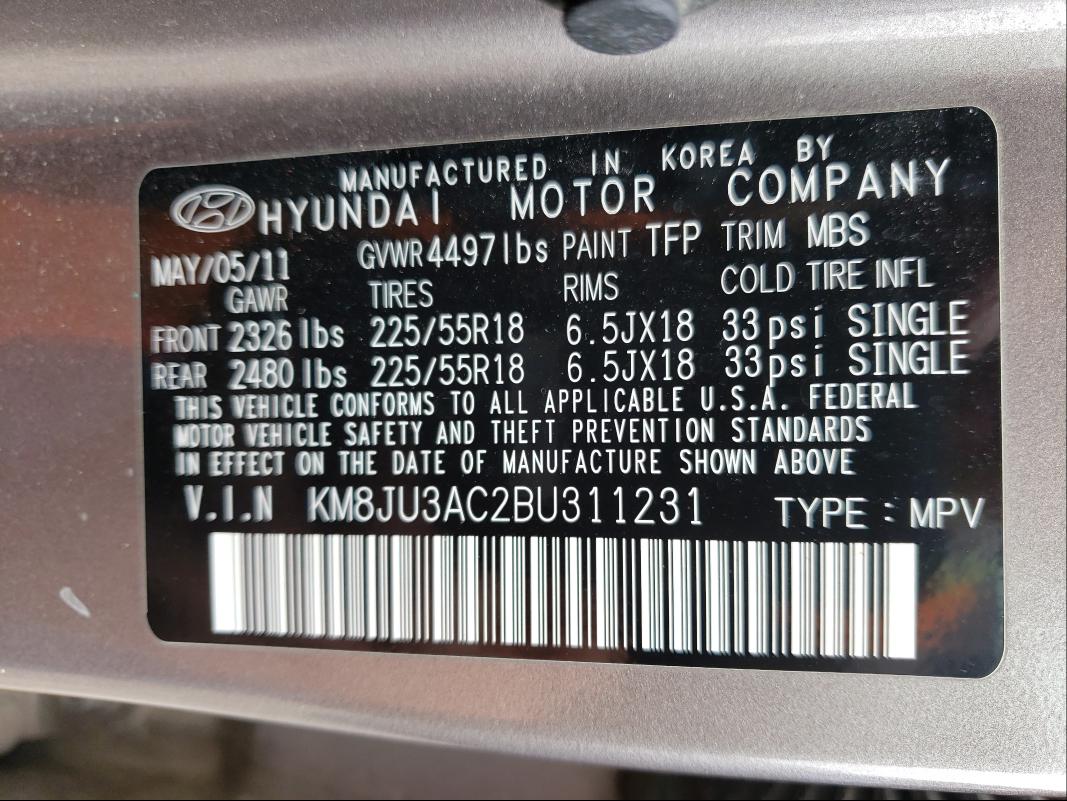 MANUFACTURED IN KOREA BY
HYUNDAI MOTOR COMPANY
MAY/05/11 GVWR 4497lbs PAINT TFP TRIM MBS
GAWR TIRES RIMS COLD TIRE INFL
FRONT 2326 lbs 225/55R18 6.5JX18 33psi SINGLE
REAR 2480 lbs 225/55R18 6.5JX18 33psi SINGLE
THIS VEHICLE CONFORMS TO ALL APPLICABLE U.S.A. FEDERAL
MOTOR VEHICLE SAFETY AND THEFT PREVENTION STANDARDS
IN EFFECT ON THE DATE OF MANUFACTURE SHOWN ABOVE
V.I.N KM8JU3AC2BU311231 TYPE : MPV